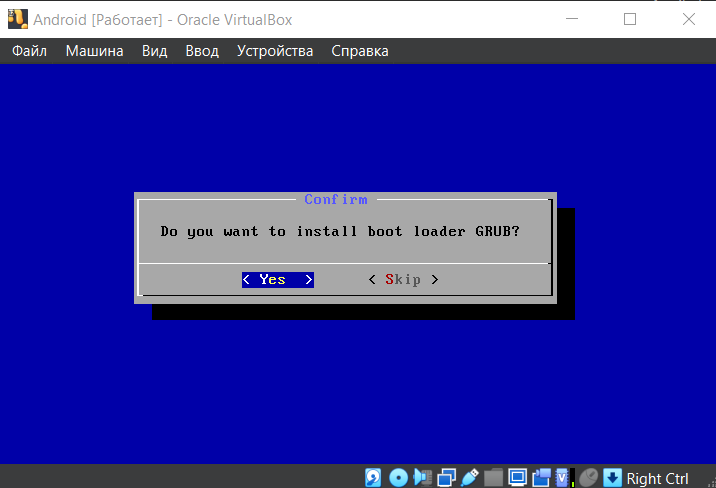 Android [Работает] - Oracle VirtualBox
Файл Машина Вид Ввод Устройства Справка
Confirm
Do you want to install boot loader GRUB?
< Yes > < Skip >
V Right Ctrl